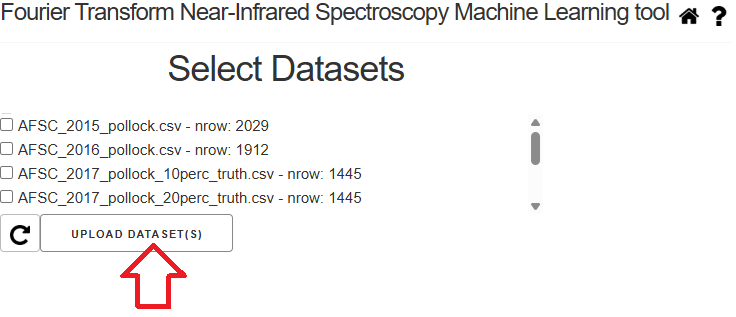 Fourier Transform Near-Infrared Spectroscopy Machine Learning tool ?
Select Datasets
AFSC_2015_pollock.csv - nrow: 2029
AFSC_2016_pollock.csv - nrow: 1912
AFSC_2017_pollock_10perc_truth.csv - nrow: 1445
AFSC_2017_pollock_20perc_truth.csv - nrow: 1445
UPLOAD DATASET(S)